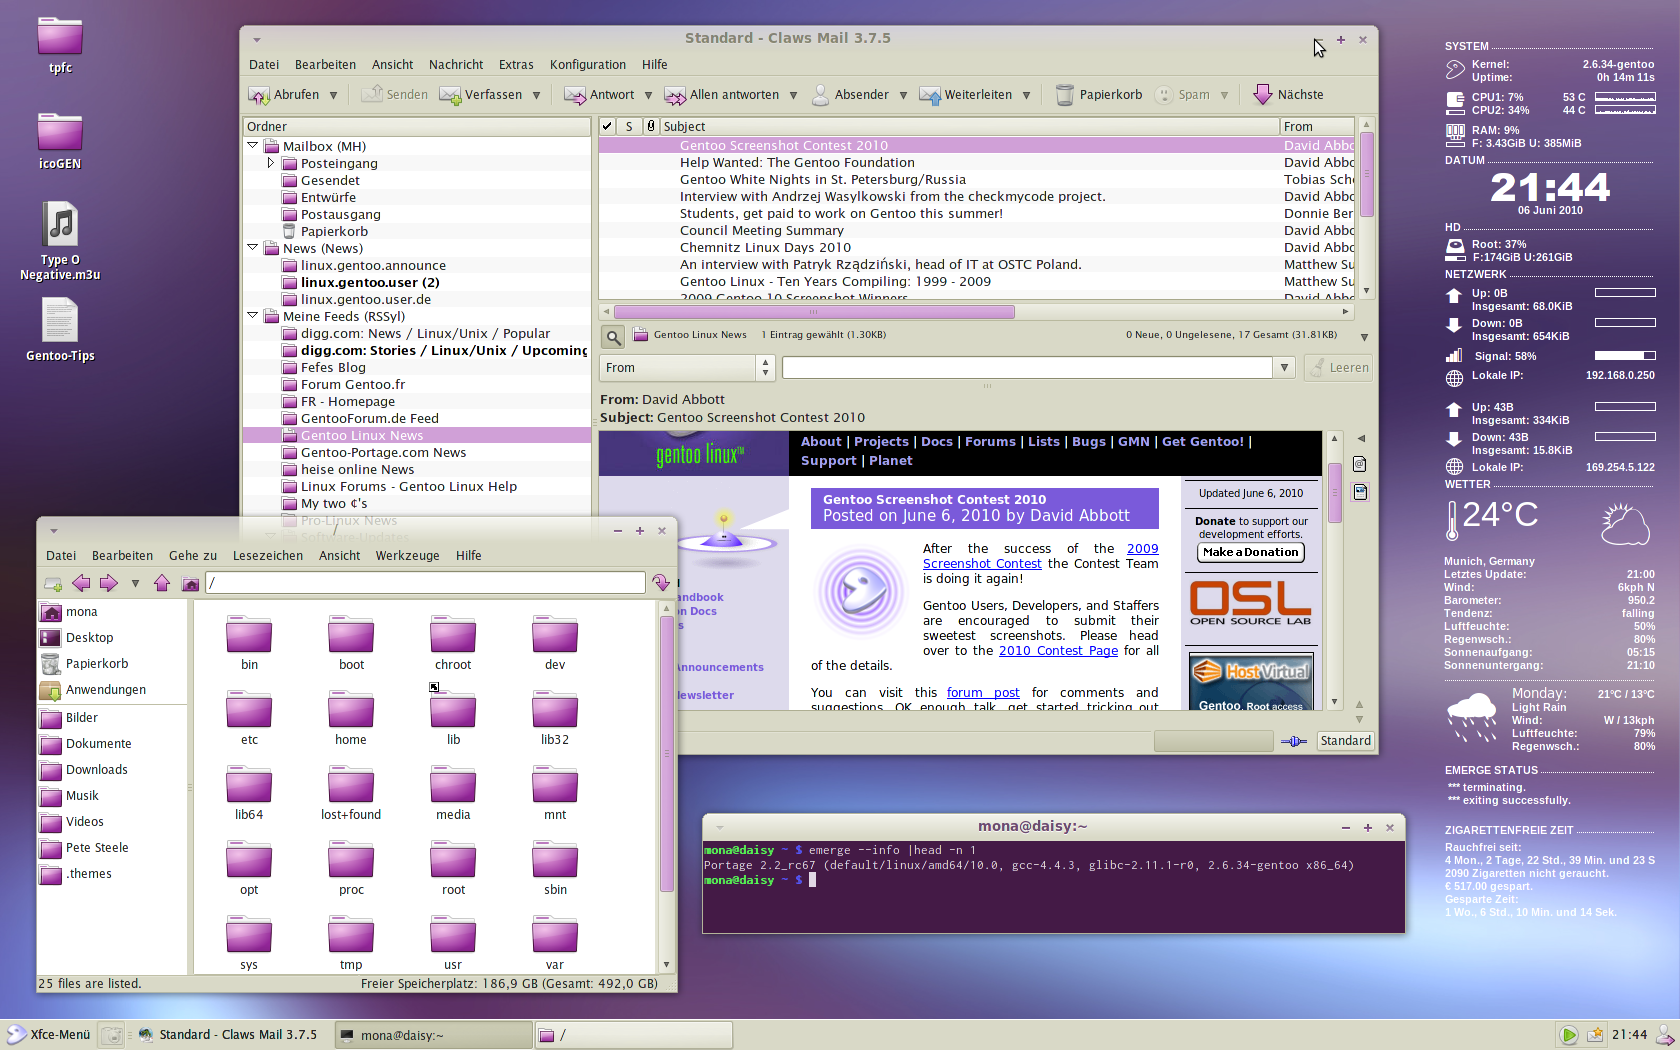 tpfc
icoGEN
Type O
Negative.m3u
Gentoo-Tips
Standard - Claws Mail 3.7.5
Datei Bearbeiten Ansicht Nachricht Extras Konfiguration Hilfe
Abrufen Senden Verfassen Antwort Allen antworten Absender Weiterleiten Papierkorb Spam Nächste
Ordner
Mailbox (MH)
Posteingang
Gesendet
Entwürfe
Postausgang
Papierkorb
News (News)
linux.gentoo.announce
linux.gentoo.user (2)
linux.gentoo.user.de
Meine Feeds (RSSyl)
digg.com: News / Linux/Unix / Popular
digg.com: Stories / Linux/Unix / Upcoming
Fefes Blog
Forum Gentoo.fr
FR - Homepage
GentooForum.de Feed
Gentoo Linux News
Gentoo-Portage.com News
heise online News
Linux Forums - Gentoo Linux Help
My two ¢'s
Pro-Linux News
Software Updates
S Subject From
Gentoo Screenshot Contest 2010 David Abbo
Help Wanted: The Gentoo Foundation David Abbo
Gentoo White Nights in St. Petersburg/Russia Tobias Sch
Interview with Andrzej Wasylkowski from the checkmycode project. David Abbo
Students, get paid to work on Gentoo this summer! Donnie Ber
Council Meeting Summary David Abbo
Chemnitz Linux Days 2010 David Abbo
An interview with Patryk Rządziński, head of IT at OSTC Poland. Matthew Su
Gentoo Linux - Ten Years Compiling: 1999 - 2009 Matthew Su
2009 Gentoo 10 Screenshot Winners David Abbo
Gentoo Linux News 1 Eintrag gewählt (1.30KB) 0 Neue, 0 Ungelesene, 17 Gesamt (31.81KB)
From Leeren
From: David Abbott
Subject: Gentoo Screenshot Contest 2010
gentoo linux™
About | Projects | Docs | Forums | Lists | Bugs | GMN | Get Gentoo! |
Support | Planet
Gentoo Screenshot Contest 2010
Posted on June 6, 2010 by David Abbott
After the success of the 2009
Screenshot Contest the Contest Team
is doing it again!
Gentoo Users, Developers, and Staffers
are encouraged to submit their
sweetest screenshots. Please head
over to the 2010 Contest Page for all
of the details.
You can visit this forum post for comments and
suggestions. OK enough talk, get started tricking out
andbook
on Docs
s
Announcements
ewsletter
Updated June 6, 2010
Donate to support our
development efforts.
Make a Donation
OSL
OPEN SOURCE LAB
HostVirtual
Gentoo. Root access
Standard
/
Datei Bearbeiten Gehe zu Lesezeichen Ansicht Werkzeuge Hilfe
/
mona
Desktop
Papierkorb
Anwendungen
Bilder
Dokumente
Downloads
Musik
Videos
Pete Steele
.themes
bin boot chroot dev
etc home lib lib32
lib64 lost+found media mnt
opt proc root sbin
sys tmp usr var
25 files are listed. Freier Speicherplatz: 186,9 GB (Gesamt: 492,0 GB)
mona@daisy:~
mona@daisy ~ $ emerge --info |head -n 1
Portage 2.2_rc67 (default/linux/amd64/10.0, gcc-4.4.3, glibc-2.11.1-r0, 2.6.34-gentoo x86_64)
mona@daisy ~ $
SYSTEM
Kernel: 2.6.34-gentoo
Uptime: 0h 14m 11s
CPU1: 7% 53 C
CPU2: 34% 44 C
RAM: 9%
F: 3.43GiB U: 385MiB
DATUM
21:44
06 Juni 2010
HD
Root: 37%
F:174GiB U:261GiB
NETZWERK
Up: 0B
Insgesamt: 68.0KiB
Down: 0B
Insgesamt: 654KiB
Signal: 58%
Lokale IP: 192.168.0.250
Up: 43B
Insgesamt: 334KiB
Down: 43B
Insgesamt: 15.8KiB
Lokale IP: 169.254.5.122
WETTER
24°C
Munich, Germany
Letztes Update: 21:00
Wind: 6kph N
Barometer: 950.2
Tendenz: falling
Luftfeuchte: 50%
Regenwsch.: 80%
Sonnenaufgang: 05:15
Sonnenuntergang: 21:10
Monday: 21°C / 13°C
Light Rain
Wind: W / 13kph
Luftfeuchte: 79%
Regenwsch.: 80%
EMERGE STATUS
*** terminating.
*** exiting successfully.
ZIGARETTENFREIE ZEIT
Rauchfrei seit:
4 Mon., 2 Tage, 22 Std., 39 Min. und 23 S
2090 Zigaretten nicht geraucht.
€ 517.00 gespart.
Gesparte Zeit:
1 Wo., 6 Std., 10 Min. und 14 Sek.
Xfce-Menü Standard - Claws Mail 3.7.5 mona@daisy:~ / 21:44